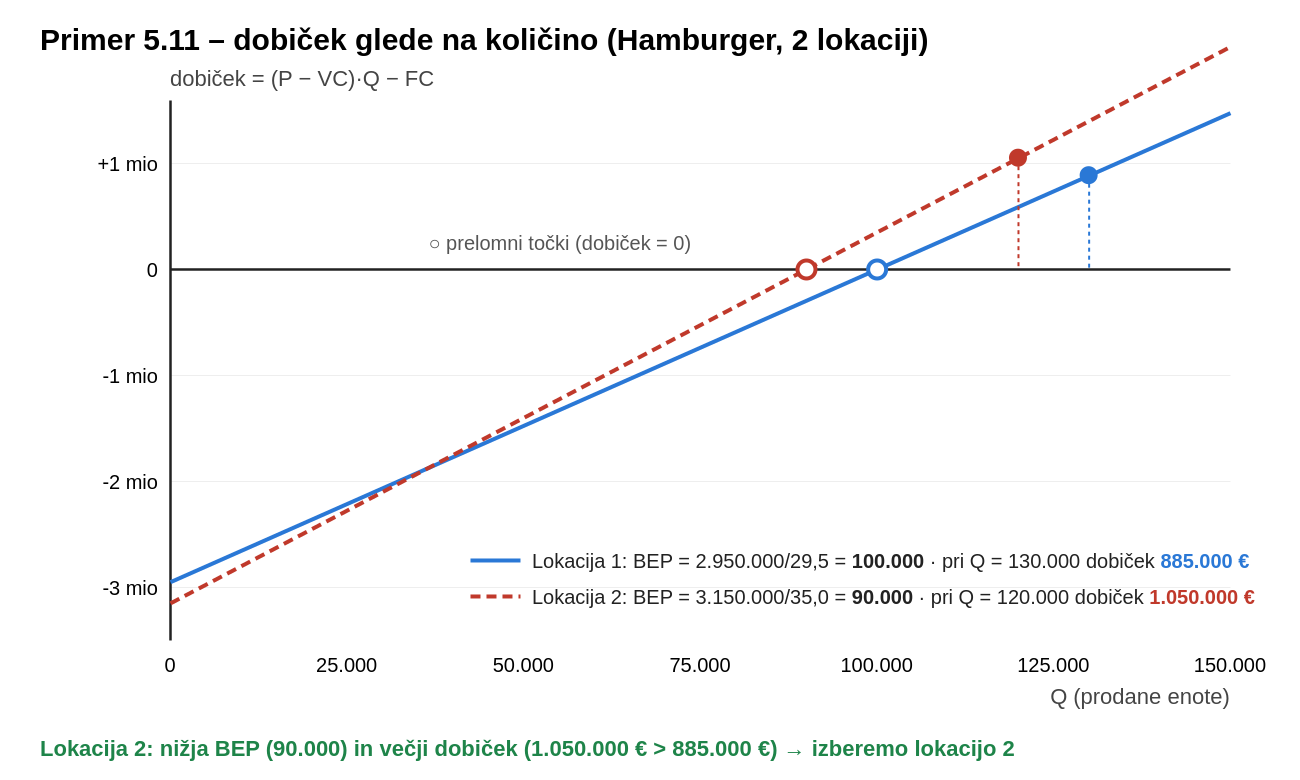 Primer 5.11 – dobiček glede na količino (Hamburger, 2 lokaciji)
dobiček = (P − VC)·Q − FC
+1 mio
○ prelomni točki (dobiček = 0)
0
-1 mio
-2 mio
Lokacija 1: BEP = 2.950.000/29,5 = 100.000 · pri Q = 130.000 dobiček 885.000 €
-3 mio
Lokacija 2: BEP = 3.150.000/35,0 = 90.000 · pri Q = 120.000 dobiček 1.050.000 €
0 25.000 50.000 75.000 100.000 125.000 150.000
Q (prodane enote)
Lokacija 2: nižja BEP (90.000) in večji dobiček (1.050.000 € > 885.000 €) → izberemo lokacijo 2